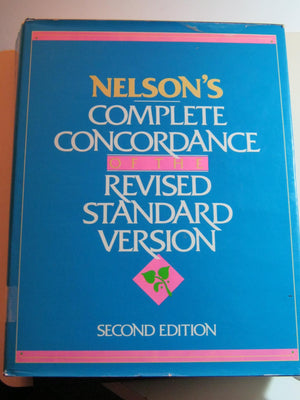 NELSON'S
COMPLETE
CONCORDANCE
OF THE
REVISED
STANDARD
VERSION
SECOND EDITION